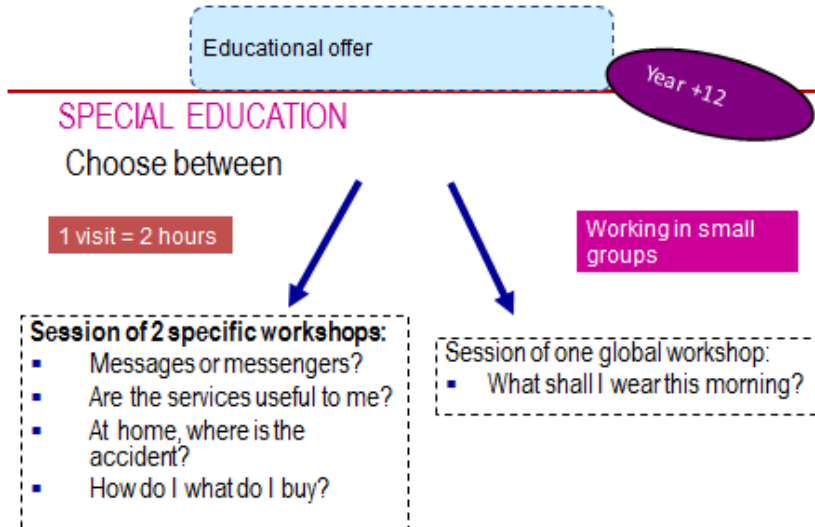 Educational offer
Year +12
SPECIAL EDUCATION
Choose between
1 visit = 2 hours
Working in small
groups
Session of 2 specific workshops:
▪ Messages or messengers?
▪ Are the services useful to me?
▪ At home, where is the
accident?
▪ How do I what do I buy?
Session of one global workshop:
▪ What shall I wear this morning?